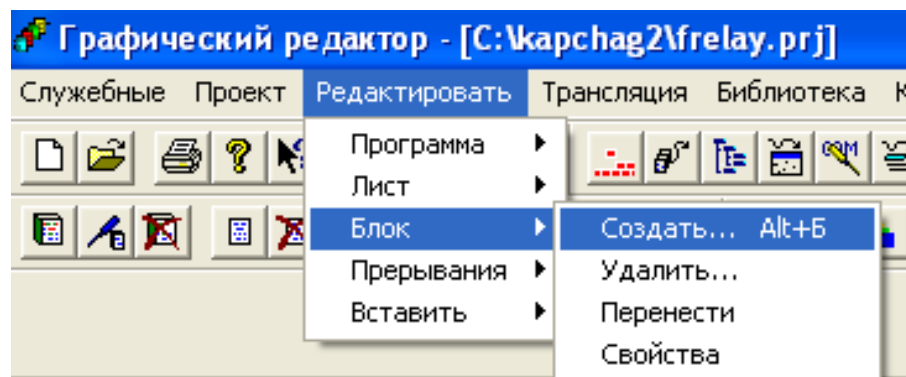 Графический редактор - [C:\kapchag2\frelay.prj]
Служебные Проект Редактировать Трансляция Библиотека К
Программа
Лист
Блок
Прерывания
Вставить
Создать... Alt+Б
Удалить...
Перенести
Свойства